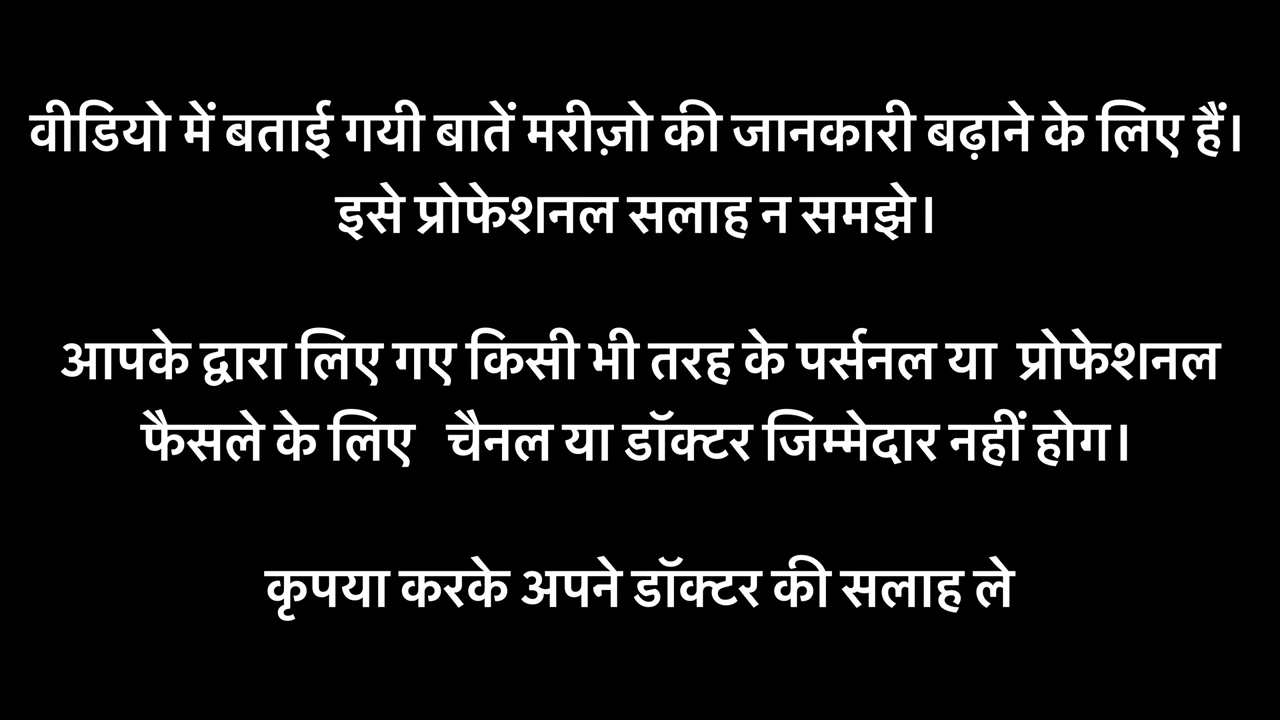 वीडियो में बताई गयी बातें मरीज़ो की जानकारी बढ़ाने के लिए हैं।
इसे प्रोफेशनल सलाह न समझे।
आपके द्वारा लिए गए किसी भी तरह के पर्सनल या प्रोफेशनल
फैसले के लिए चैनल या डॉक्टर जिम्मेदार नहीं होग।
कृपया करके अपने डॉक्टर की सलाह ले